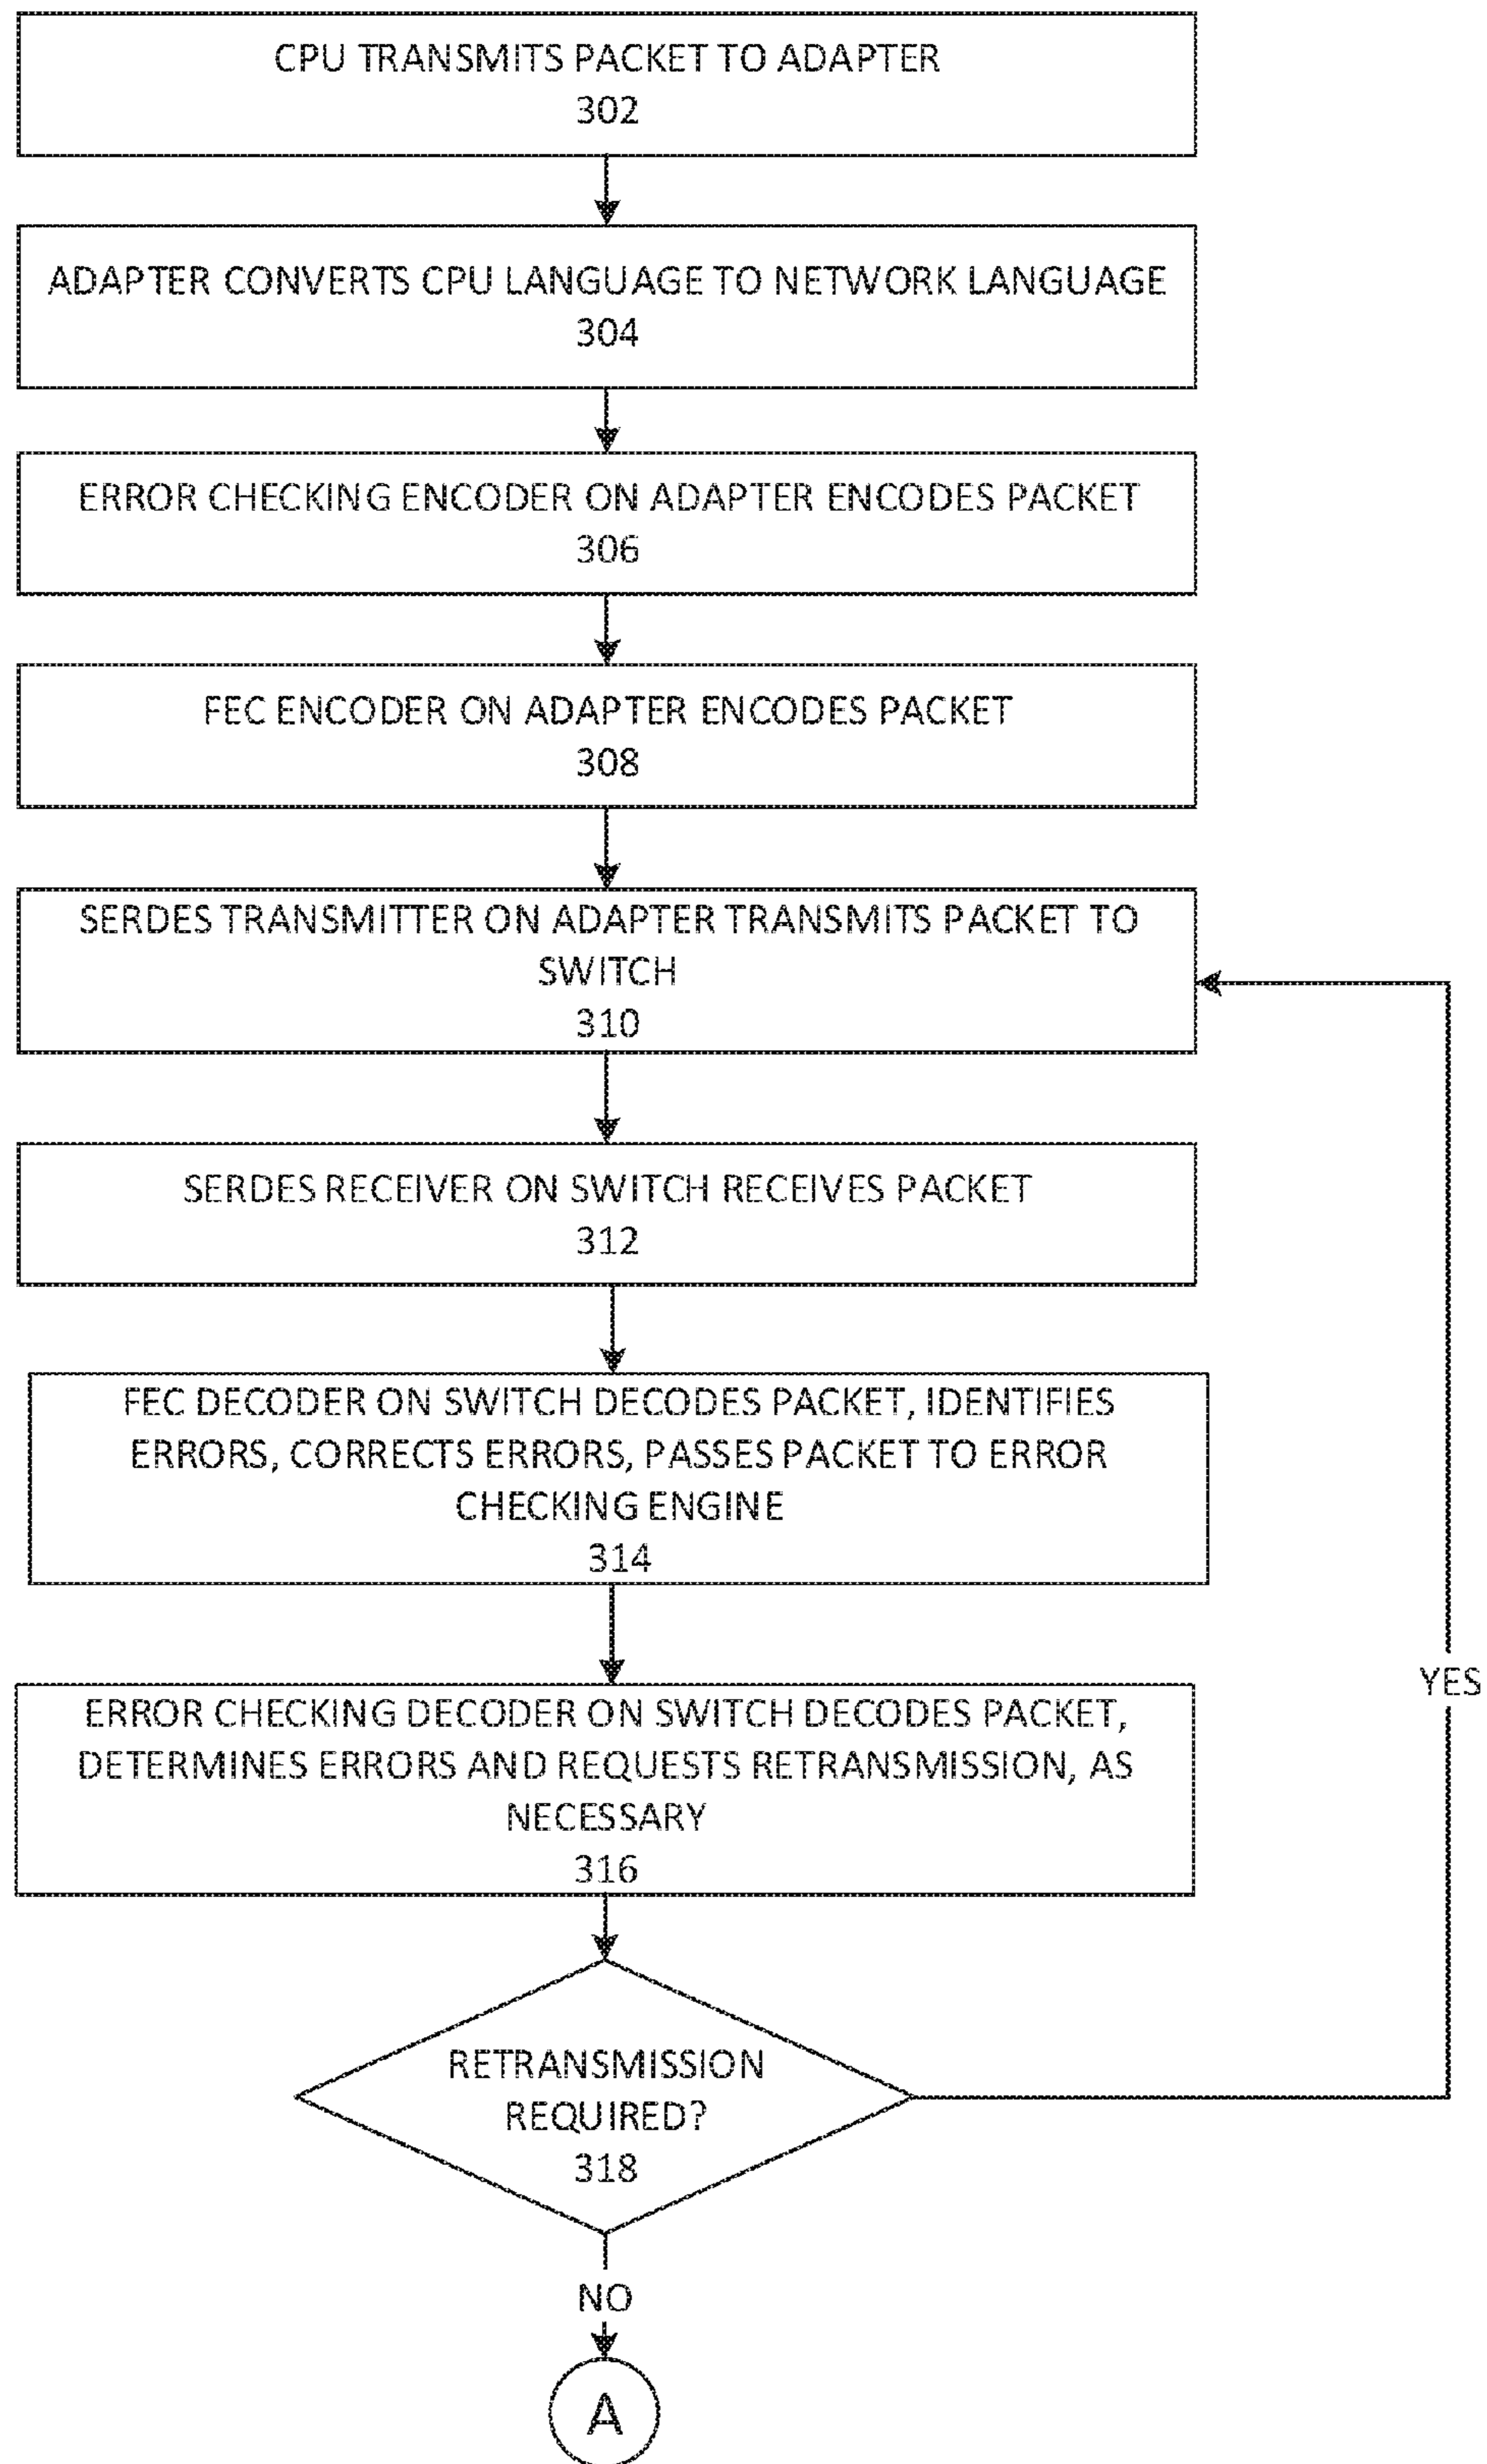 CPU TRANSMITS PACKET TO ADAPTER
302
ADAPTER CONVERTS CPU LANGUAGE TO NETWORK LANGUAGE
304
ERROR CHECKING ENCODER ON ADAPTER ENCODES PACKET
306
FEC ENCODER ON ADAPTER ENCODES PACKET
308
SERDES TRANSMITTER ON ADAPTER TRANSMITS PACKET TO
SWITCH
310
SERDES RECEIVER ON SWITCH RECEIVES PACKET
312
FEC DECODER ON SWITCH DECODES PACKET, IDENTIFIES
ERRORS, CORRECTS ERRORS, PASSES PACKET TO ERROR
CHECKING ENGINE
314
YES
ERROR CHECKING DECODER ON SWITCH DECODES PACKET,
DETERMINES ERRORS AND REQUESTS RETRANSMISSION, AS
NECESSARY
316
RETRANSMISSION
REQUIRED?
318
NO
A